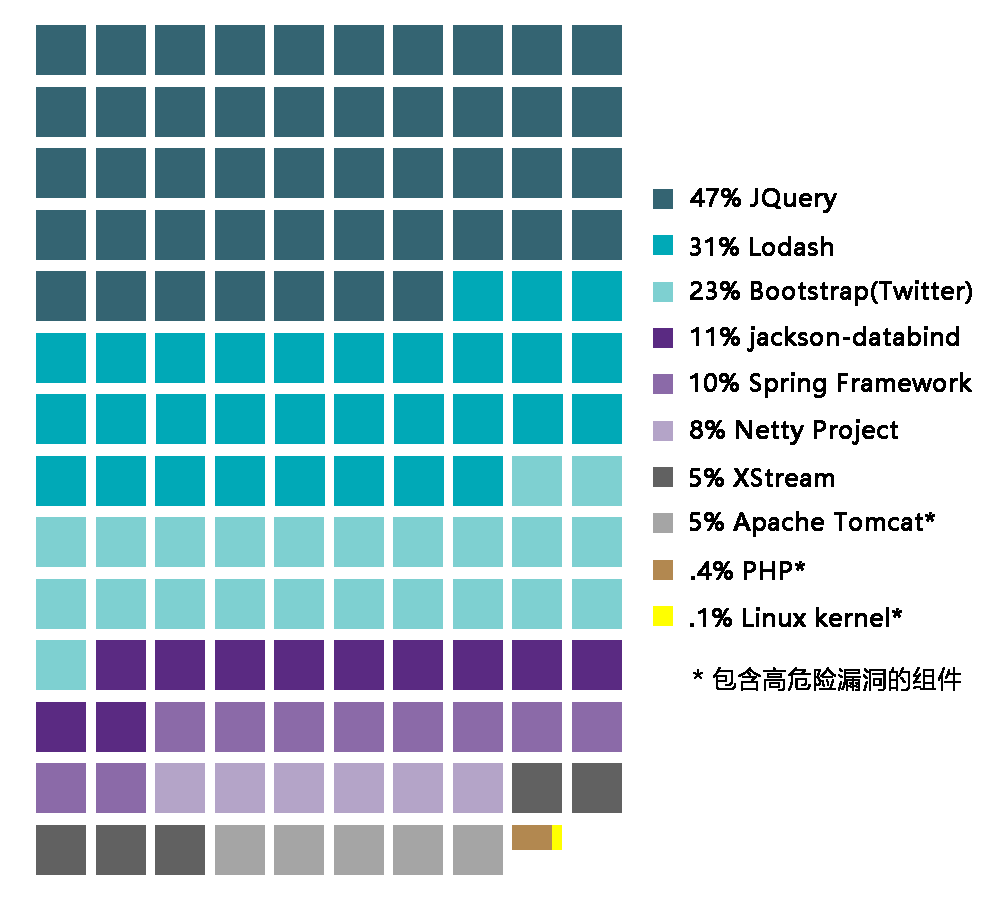 47% JQuery
31% Lodash
23% Bootstrap(Twitter)
11% jackson-databind
10% Spring Framework
8% Netty Project
5% XStream
5% Apache Tomcat*
.4% PHP*
.1% Linux kernel*
* 包含高危险漏洞的组件